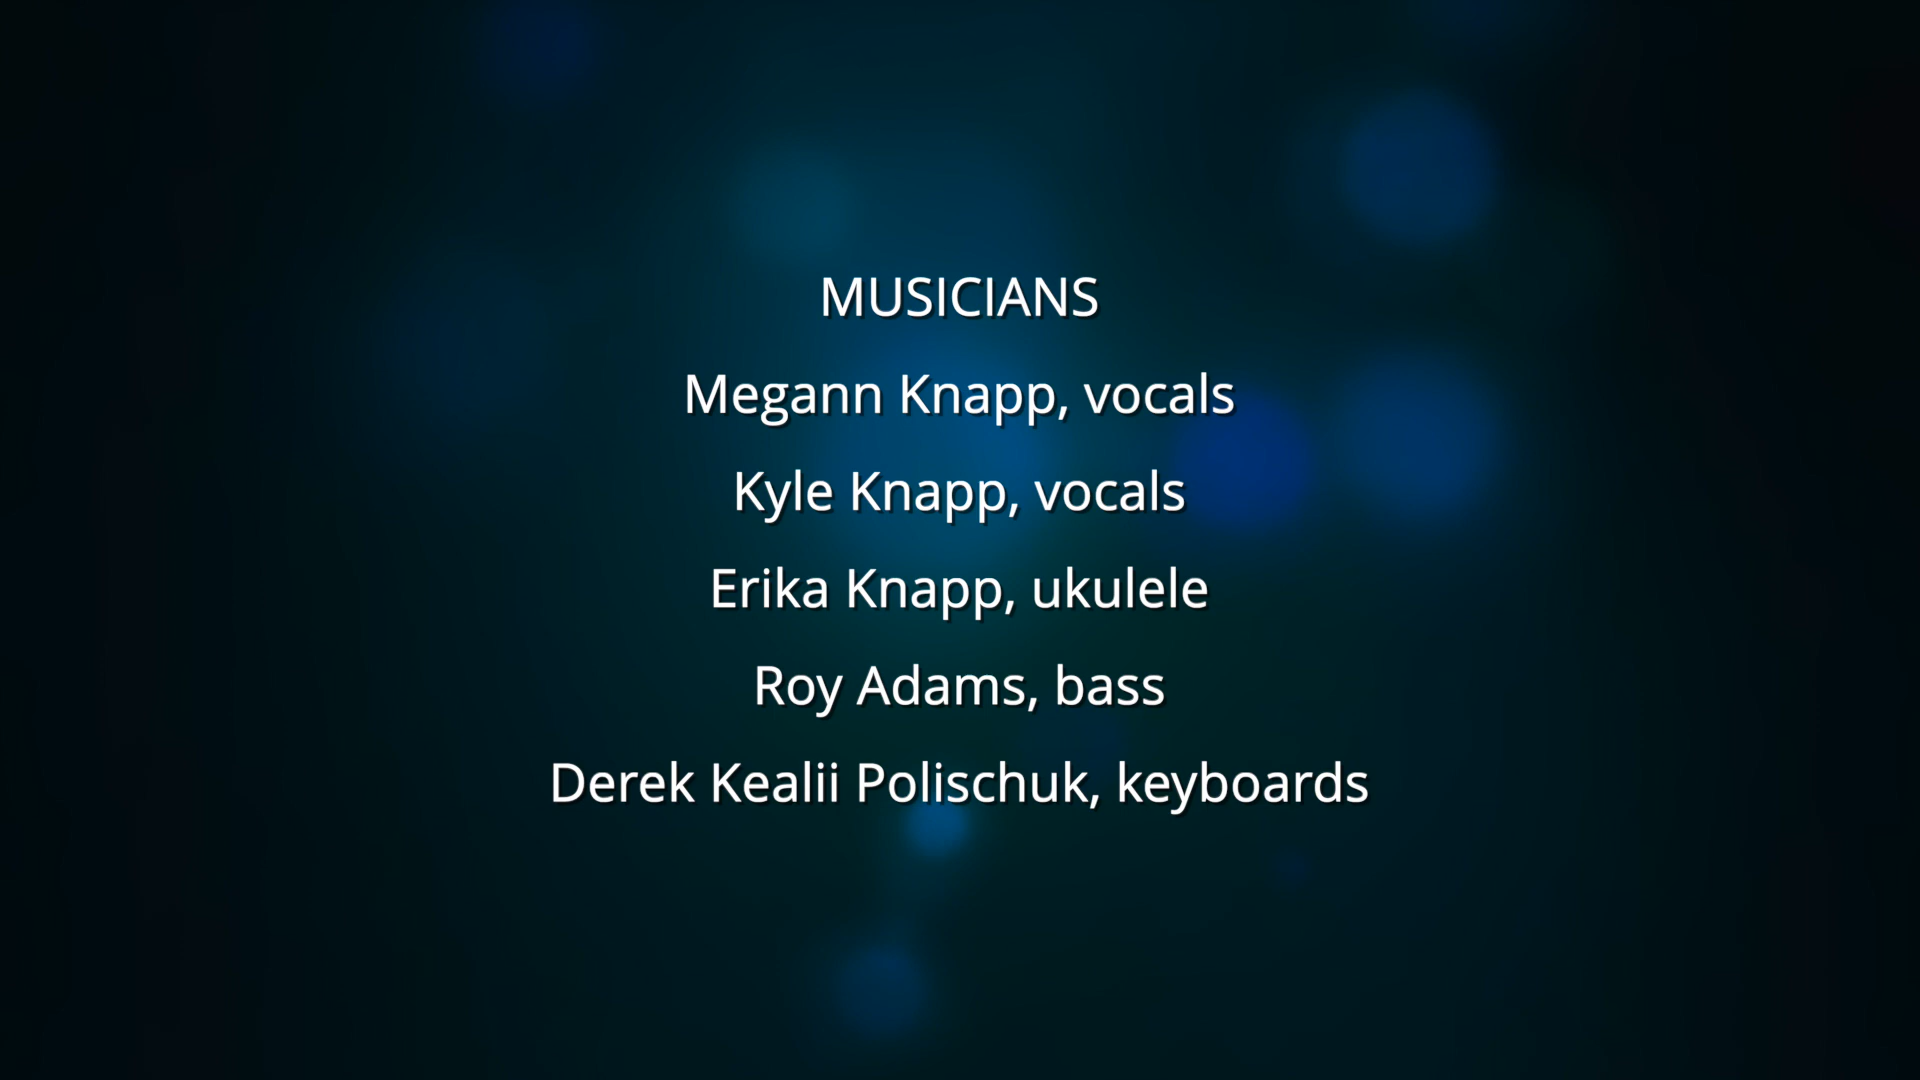 MUSICIANS
Megann Knapp, vocals
Kyle Knapp, vocals
Erika Knapp, ukulele
Roy Adams, bass
Derek Kealii Polischuk, keyboards